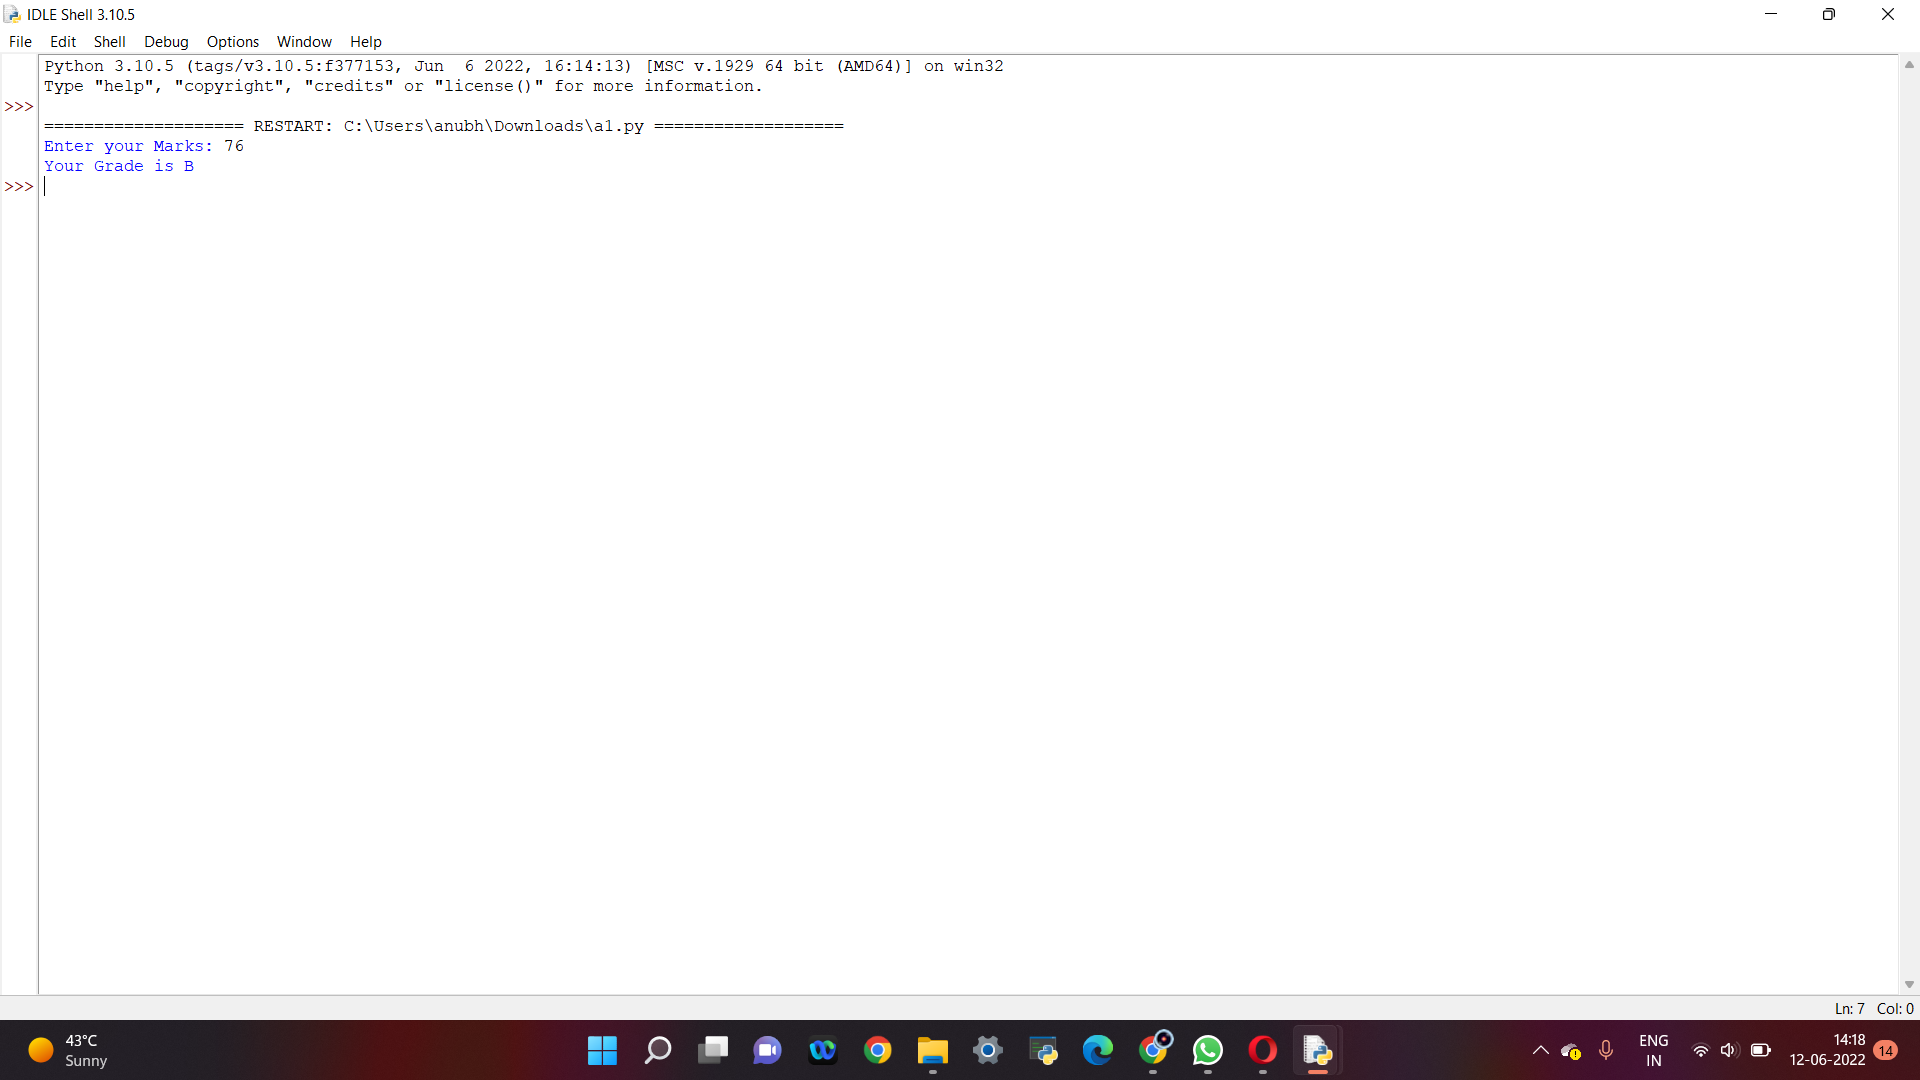 IDLE Shell 3.10.5
File Edit Shell Debug Options Window Help
Python 3.10.5 (tags/v3.10.5:f377153, Jun  6 2022, 16:14:13) [MSC v.1929 64 bit (AMD64)] on win32
Type "help", "copyright", "credits" or "license()" for more information.
>>>
==================== RESTART: C:\Users\anubh\Downloads\a1.py ===================
Enter your Marks: 76
Your Grade is B
>>>
Ln: 7 Col: 0
43°C
Sunny
ENG
IN
14:18
12-06-2022
14